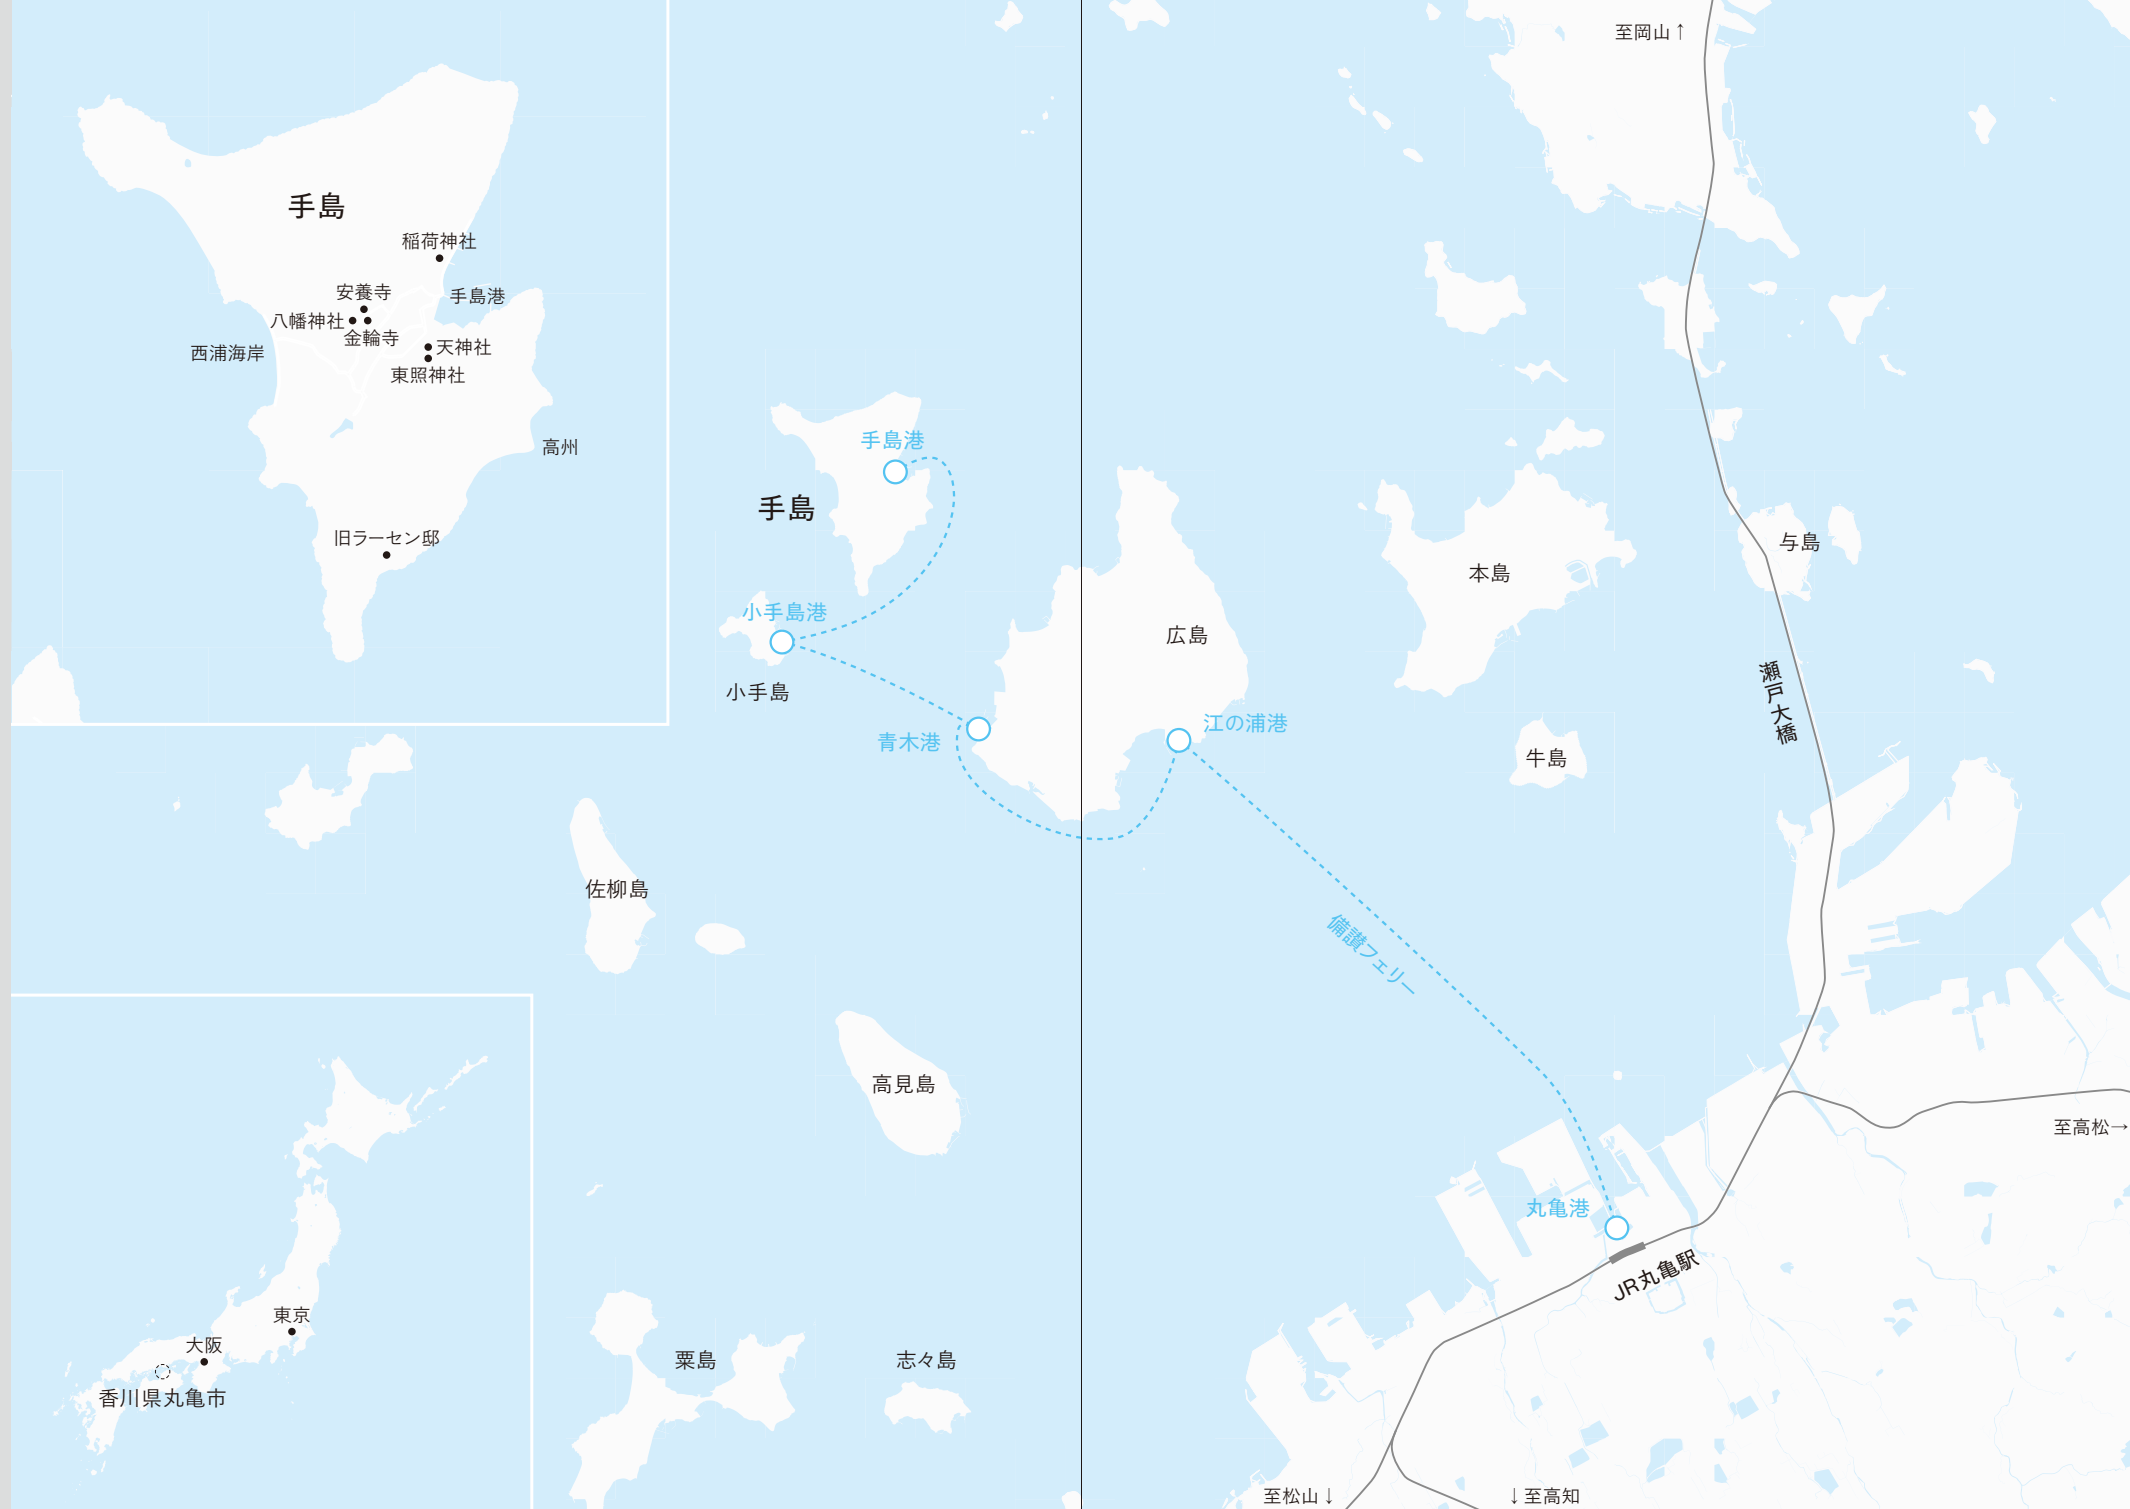 手島
稲荷神社
安養寺
手島港
八幡神社
金輪寺
天神社
西浦海岸
東照神社
高州
旧ラーセン邸
東京
大阪
香川県丸亀市
手島港
手島
小手島港
小手島
青木港
佐柳島
高見島
粟島
志々島
至岡山↑
与島
本島
広島
瀬戸大橋
江の浦港
牛島
備讃フェリー
至高松→
丸亀港
JR丸亀駅
至松山↓
↓至高知